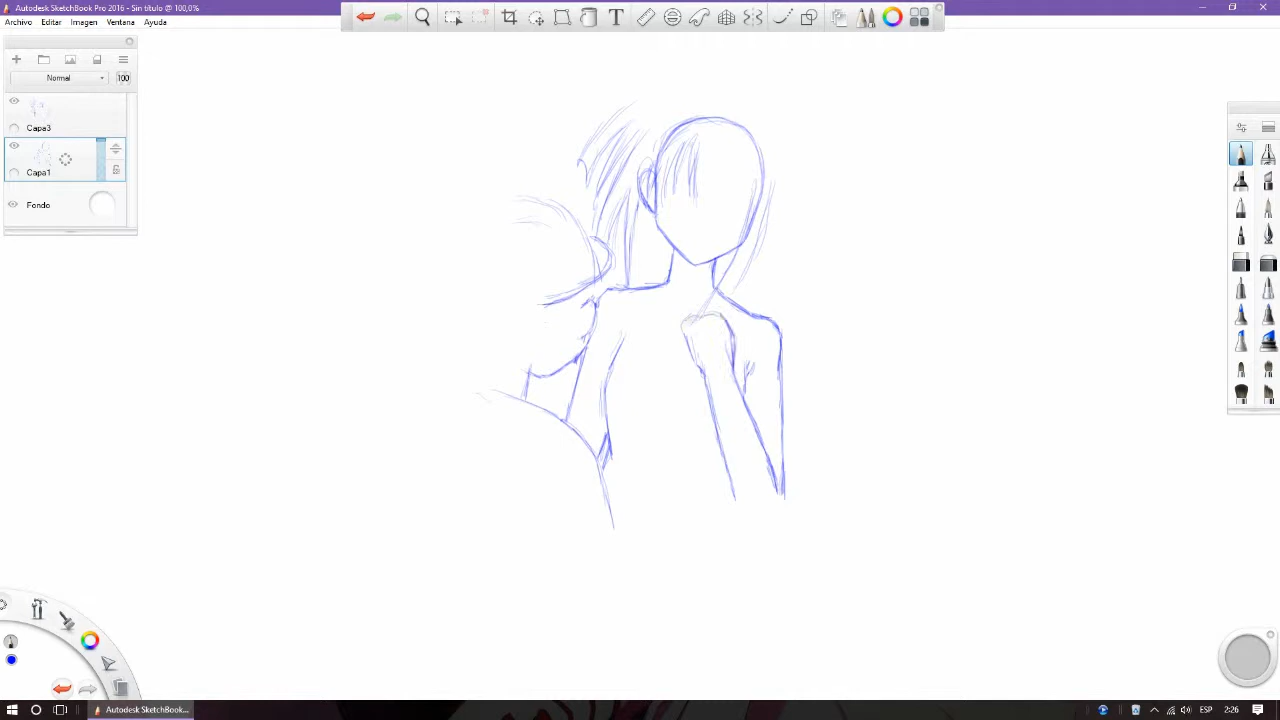 Autodesk SketchBook Pro 2016 - Sin título @ 100,0%
Archivo Editar Imagen Ventana Ayuda
T
Normal 100
Capa3
Capa1
Fondo
Autodesk SketchBook...
ESP 2:26